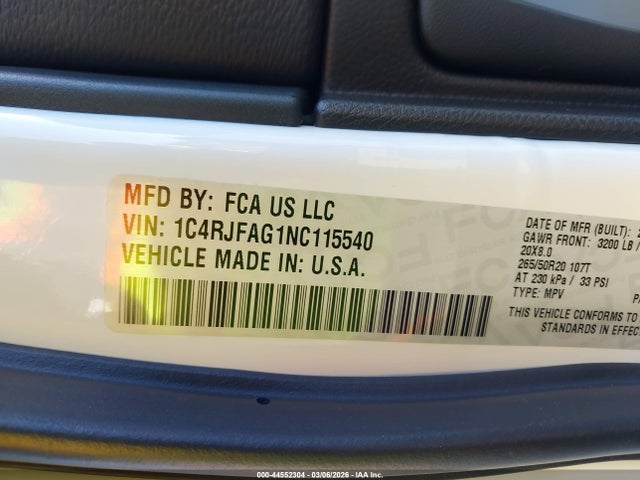 MFD BY: FCA US LLC
VIN: 1C4RJFAG1NC115540
VEHICLE MADE IN: U.S.A.
DATE OF MFR (BUILT):
GAWR FRONT: 3200 LB /
20X8.0
265/50R20 107T
AT 230 kPa / 33 PSI
TYPE: MPV
THIS VEHICLE CONFORMS TO
STANDARDS IN EFFECT
000-44552304 - 03/06/2026 - IAA Inc.